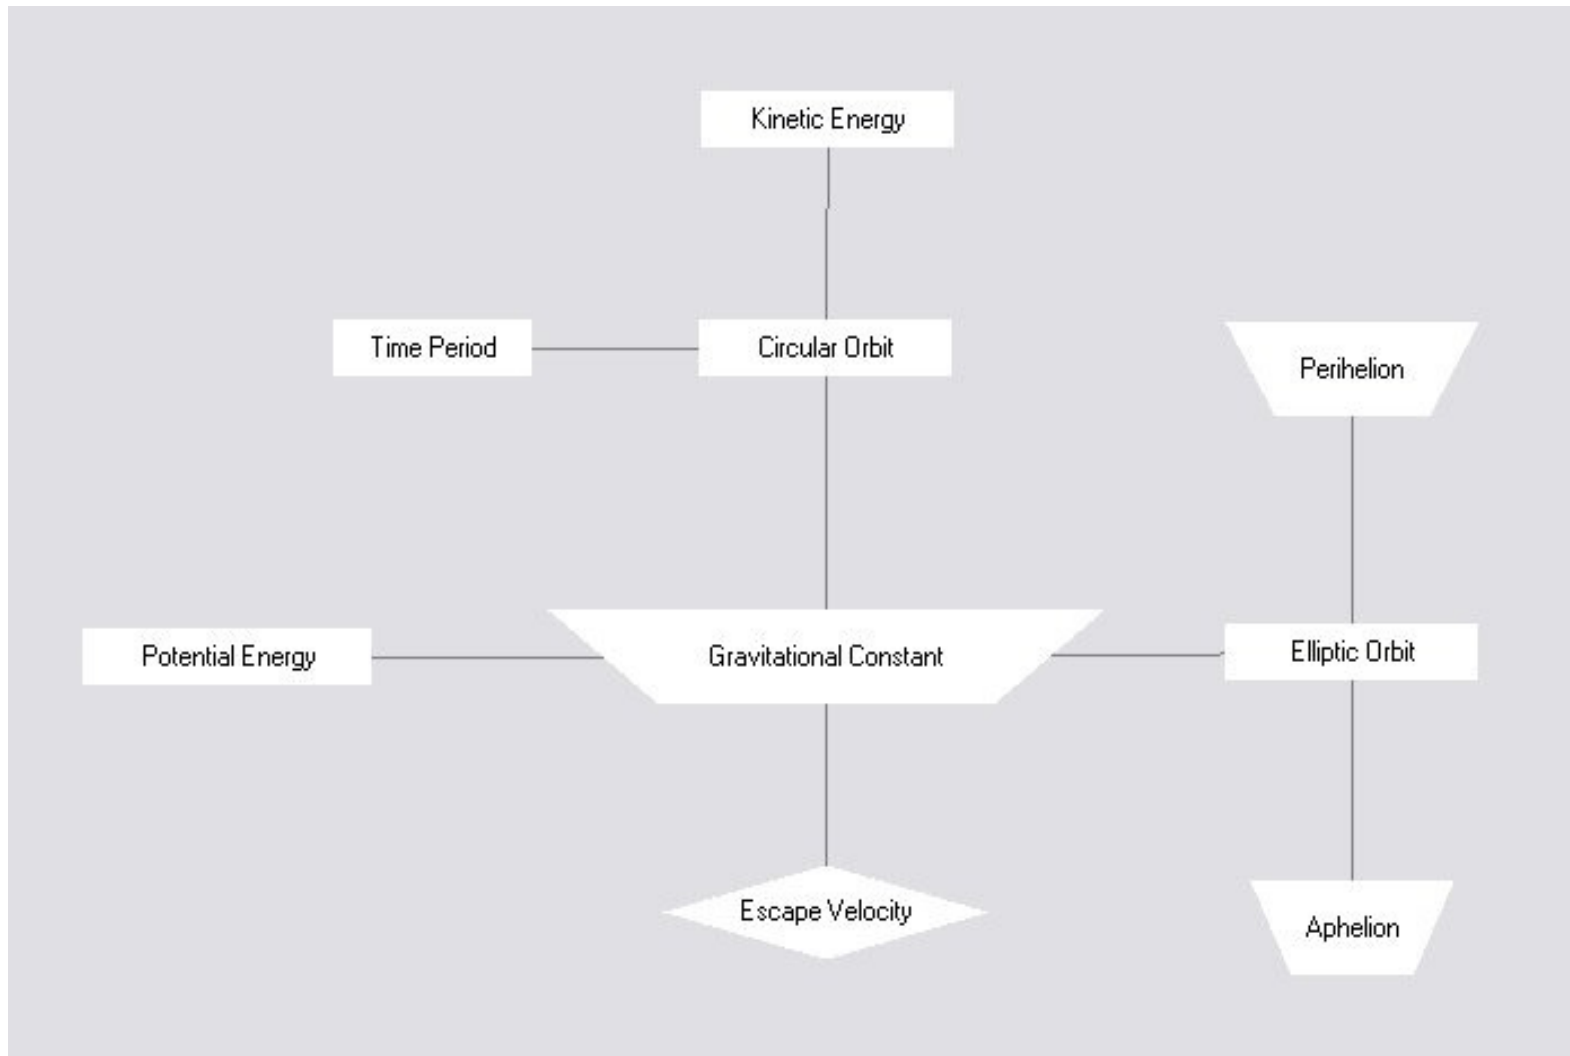 Kinetic Energy
Time Period
Circular Orbit
Perihelion
Potential Energy
Gravitational Constant
Elliptic Orbit
Escape Velocity
Aphelion